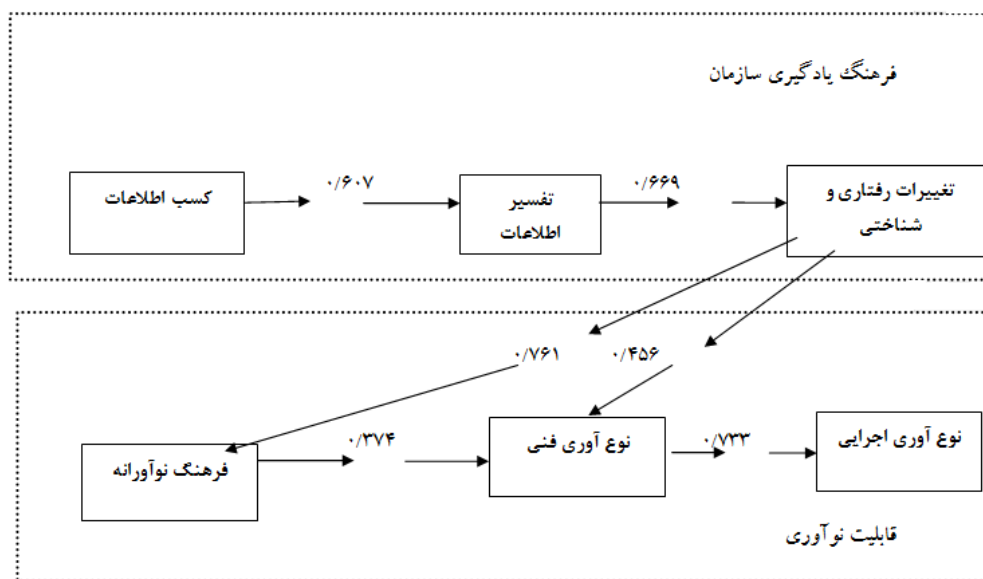 فرهنگ یادگیری سازمان
تغییرات رفتاری و
شناختی
۰/۶۶۹
تفسیر
اطلاعات
۰/۶۰۷
کسب اطلاعات
۰/۴۵۶
۰/۷۶۱
نوع آوری اجرایی
۰/۷۳۳
نوع آوری فنی
۰/۳۷۴
فرهنگ نوآورانه
قابلیت نوآوری